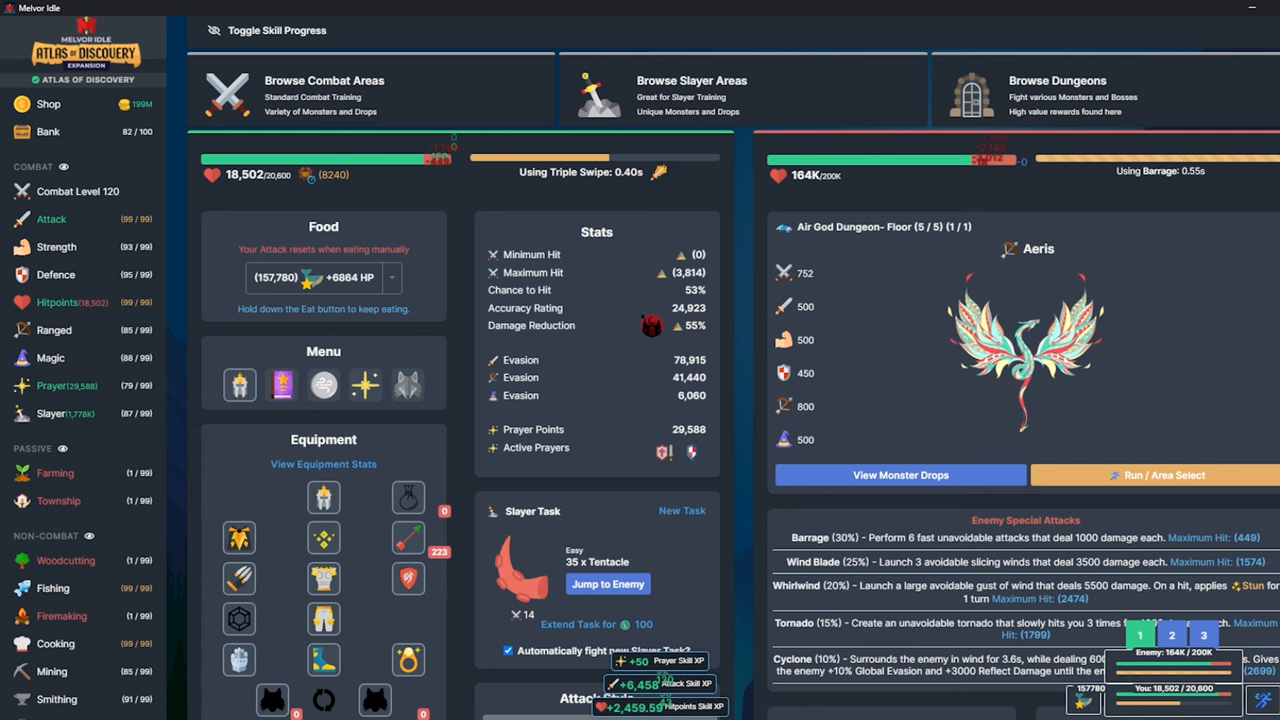 Melvor Idle
MELVOR IDLE
ATLAS OF DISCOVERY
EXPANSION
ATLAS OF DISCOVERY
Shop 199M
Bank 82 / 100
COMBAT
Combat Level 120
Attack (99 / 99)
Strength (93 / 99)
Defence (95 / 99)
Hitpoints(18,502) (99 / 99)
Ranged (85 / 99)
Magic (88 / 99)
Prayer(29,588) (79 / 99)
Slayer(1,778K) (87 / 99)
PASSIVE
Farming (1 / 99)
Township (1 / 99)
NON-COMBAT
Woodcutting (1 / 99)
Fishing (99 / 99)
Firemaking (1 / 99)
Cooking (99 / 99)
Mining (99 / 99)
Smithing (99 / 99)
Toggle Skill Progress
Browse Combat Areas
Standard Combat Training
Variety of Monsters and Drops
Browse Slayer Areas
Great for Slayer Training
Unique Monsters and Drops
Browse Dungeons
Fight various Monsters and Bosses
High value rewards found here
18,502/20,600 (8240)
Using Triple Swipe: 0.40s
Food
Your Attack resets when eating manually
(157,780) +6864 HP
Hold down the Eat button to keep eating.
Menu
Equipment
View Equipment Stats
0
223
0
0
Stats
Minimum Hit (0)
Maximum Hit (3,814)
Chance to Hit 53%
Accuracy Rating 24,923
Damage Reduction 55%
Evasion 78,915
Evasion 41,440
Evasion 6,060
Prayer Points 29,588
Active Prayers
Slayer Task New Task
Easy
35 x Tentacle
Jump to Enemy
14
Extend Task for 100
Automatically fight new Slayer Task?
+50 Prayer Skill XP
+6,458 Attack Skill XP
+2,459.59 Hitpoints Skill XP
-0
164K/200K
Using Barrage: 0.55s
Air God Dungeon- Floor (5 / 5) (1 / 1)
Aeris
752
500
500
450
800
500
View Monster Drops
Run / Area Select
Enemy Special Attacks
Barrage (30%) - Perform 6 fast unavoidable attacks that deal 1000 damage each. Maximum Hit: (449)
Wind Blade (25%) - Launch 3 avoidable slicing winds that deal 3500 damage each. Maximum Hit: (1574)
Whirlwind (20%) - Launch a large avoidable gust of wind that deals 5500 damage. On a hit, applies Stun for
1 turn Maximum Hit: (2474)
Tornado (15%) - Create an unavoidable tornado that slowly hits you 3 times Maximum
Hit: (1799)
Cyclone (10%) - Surrounds the enemy in wind for 3.6s, while dealing 600 Gives
the enemy +10% Global Evasion and +3000 Reflect Damage until the (2699)
1 2 3
Enemy: 164K / 200K
157780
You: 18,502 / 20,600